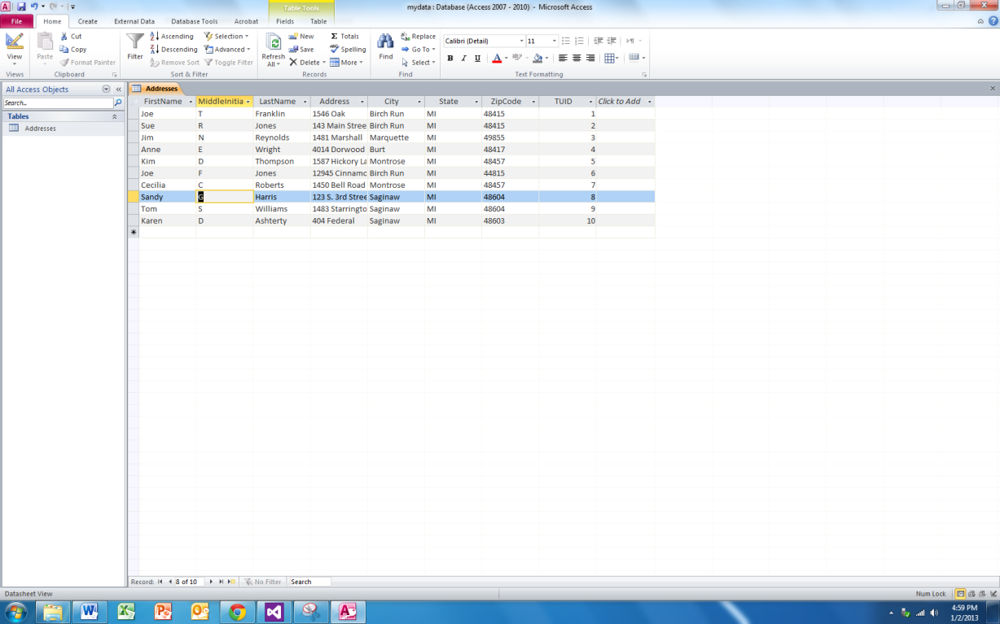 Table Tools
mydata : Database (Access 2007 - 2010) - Microsoft Access
File Home Create External Data Database Tools Acrobat Fields Table
View
Views
Paste
Cut
Copy
Format Painter
Clipboard
Filter
Ascending
Descending
Remove Sort
Selection
Advanced
Toggle Filter
Sort & Filter
Refresh All
New
Save
Delete
Totals
Spelling
More
Records
Find
Replace
Go To
Select
Find
Calibri (Detail) 11
B I U A
Text Formatting
All Access Objects
Search...
Tables
Addresses
Addresses
FirstName MiddleInitia LastName Address City State ZipCode TUID Click to Add
Joe T Franklin 1546 Oak Birch Run MI 48415 1
Sue R Jones 143 Main Stree Birch Run MI 48415 2
Jim N Reynolds 1481 Marshall Marquette MI 49855 3
Anne E Wright 4014 Dorwood Burt MI 48417 4
Kim D Thompson 1587 Hickory La Montrose MI 48457 5
Joe F Jones 12945 Cinnamo Birch Run MI 44815 6
Cecilia C Roberts 1450 Bell Road Montrose MI 48457 7
Sandy G Harris 123 S. 3rd Stree Saginaw MI 48604 8
Tom S Williams 1483 Starringto Saginaw MI 48604 9
Karen D Ashterty 404 Federal Saginaw MI 48603 10
Record: 8 of 10 No Filter Search
Datasheet View
Num Lock
4:59 PM
1/2/2013